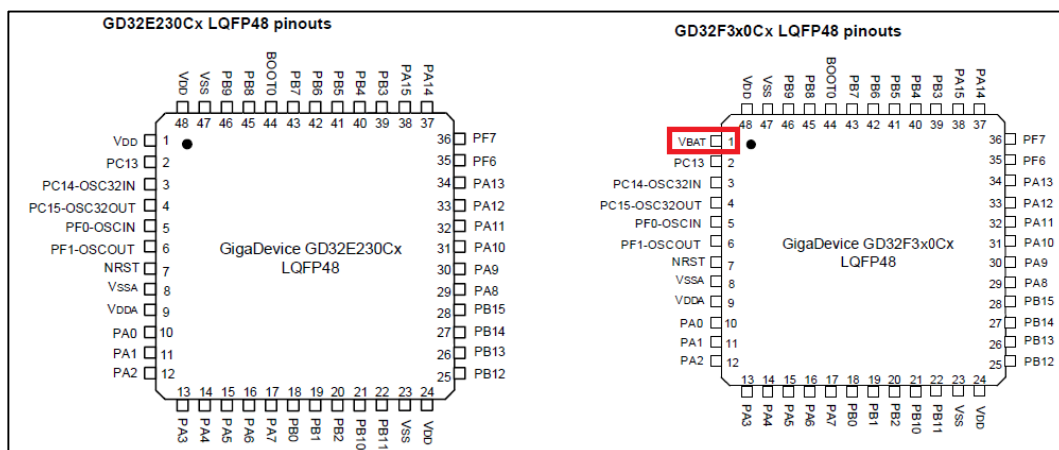 GD32E230Cx LQFP48 pinouts
VDD VSS PB9 PB8 BOOT0 PB7 PB6 PB5 PB4 PB3 PA15 PA14
48 47 46 45 44 43 42 41 40 39 38 37
VDD 1
PC13 2
PC14-OSC32IN 3
PC15-OSC32OUT 4
PF0-OSCIN 5
PF1-OSCOUT 6
NRST 7
VSSA 8
VDDA 9
PA0 10
PA1 11
PA2 12
GigaDevice GD32E230Cx
LQFP48
36 PF7
35 PF6
34 PA13
33 PA12
32 PA11
31 PA10
30 PA9
29 PA8
28 PB15
27 PB14
26 PB13
25 PB12
13 14 15 16 17 18 19 20 21 22 23 24
PA3 PA4 PA5 PA6 PA7 PB0 PB1 PB2 PB10 PB11 VSS VDD
GD32F3x0Cx LQFP48 pinouts
VDD VSS PB9 PB8 BOOT0 PB7 PB6 PB5 PB4 PB3 PA15 PA14
48 47 46 45 44 43 42 41 40 39 38 37
VBAT 1
PC13 2
PC14-OSC32IN 3
PC15-OSC32OUT 4
PF0-OSCIN 5
PF1-OSCOUT 6
NRST 7
VSSA 8
VDDA 9
PA0 10
PA1 11
PA2 12
GigaDevice GD32F3x0Cx
LQFP48
36 PF7
35 PF6
34 PA13
33 PA12
32 PA11
31 PA10
30 PA9
29 PA8
28 PB15
27 PB14
26 PB13
25 PB12
13 14 15 16 17 18 19 20 21 22 23 24
PA3 PA4 PA5 PA6 PA7 PB0 PB1 PB2 PB10 PB11 VSS VDD